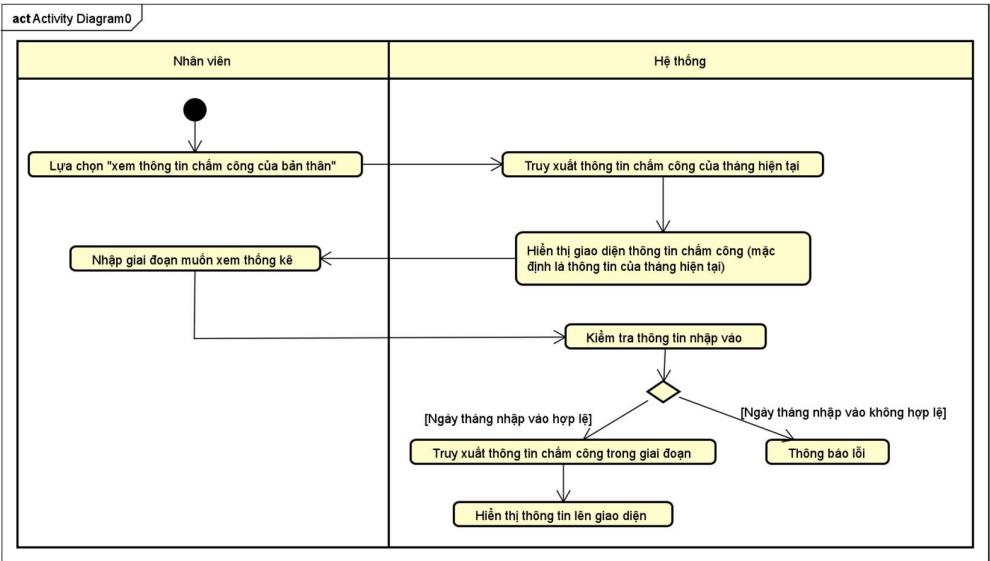 act Activity Diagram0
Nhân viên
Hệ thống
Lựa chọn "xem thông tin chấm công của bản thân"
Truy xuất thông tin chấm công của tháng hiện tại
Hiển thị giao diện thông tin chấm công (mặc
định là thông tin của tháng hiện tại)
Nhập giai đoạn muốn xem thống kê
Kiểm tra thông tin nhập vào
[Ngày tháng nhập vào hợp lệ]
[Ngày tháng nhập vào không hợp lệ]
Truy xuất thông tin chấm công trong giai đoạn
Thông báo lỗi
Hiển thị thông tin lên giao diện